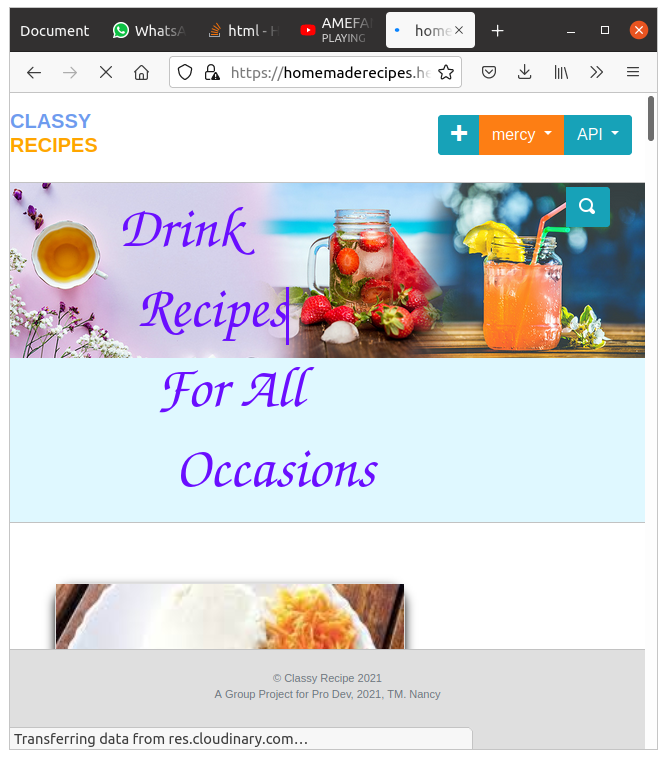 Document
WhatsA
html - H
AMEFA
PLAYING
home
https://homemaderecipes.he
CLASSY
RECIPES
mercy
API
Drink
Recipes
For All
Occasions
© Classy Recipe 2021
A Group Project for Pro Dev, 2021, TM. Nancy
Transferring data from res.cloudinary.com…